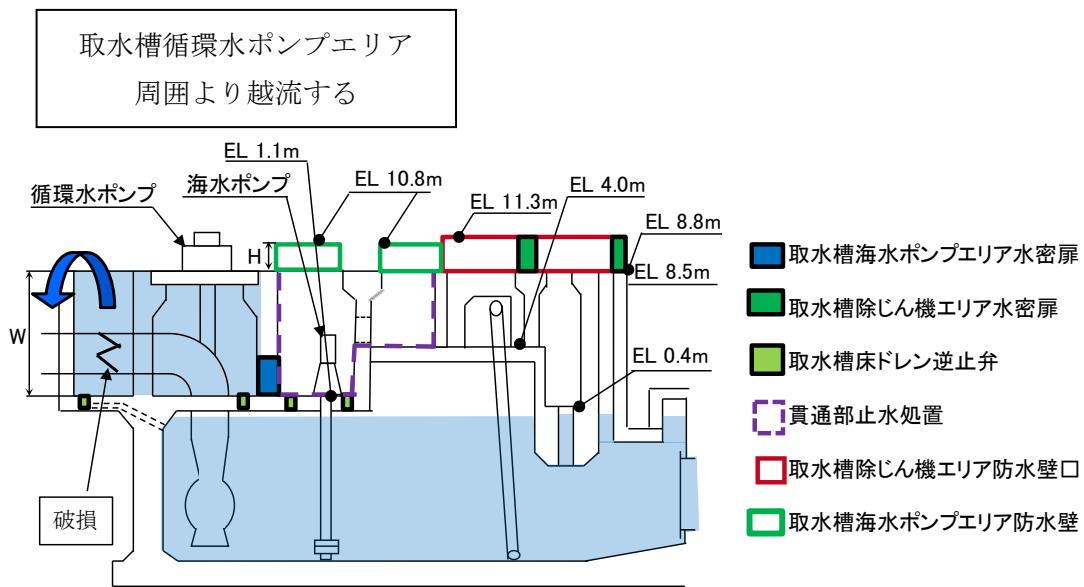 取水槽循環水ポンプエリア
周囲より越流する
EL 1.1m
海水ポンプ
EL 10.8m
EL 4.0m
循環水ポンプ
EL 11.3m
EL 8.8m
H
EL 8.5m
W
EL 0.4m
破損
取水槽海水ポンプエリア水密扉
取水槽除じん機エリア水密扉
取水槽床ドレン逆止弁
貫通部止水処置
取水槽除じん機エリア防水壁口
取水槽海水ポンプエリア防水壁